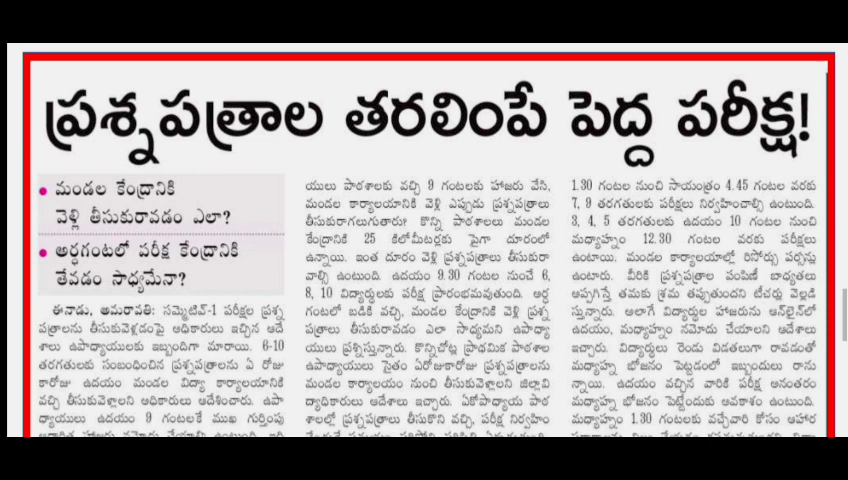 ప్రశ్నపత్రాల తరలింపే పెద్ద పరీక్ష!
• మండల కేంద్రానికి
వెళ్లి తీసుకురావడం ఎలా?
• అర్ధగంటలో పరీక్ష కేంద్రానికి
తేవడం సాధ్యమేనా?
ఈనాడు, అమరావతి: సమ్మెటివ్-1 పరీక్షల ప్రశ్న
పత్రాలను తీసుకువెళ్లడంపై అధికారులు ఇచ్చిన ఆదే
శాలు ఉపాధ్యాయులకు ఇబ్బందిగా మారాయి. 6-10
తరగతులకు సంబంధించిన ప్రశ్నపత్రాలను ఏ రోజు
కారోజు ఉదయం మండల విద్యా కార్యాలయానికి
వచ్చి తీసుకువెళ్లాలని అధికారులు ఆదేశించారు. ఉపా
ధ్యాయులు ఉదయం 9 గంటలకే ముఖ గుర్తింపు
యులు పాఠశాలకు వచ్చి 9 గంటలకు హాజరు వేసి,
మండల కార్యాలయానికి వెళ్లి ఎప్పుడు ప్రశ్నపత్రాలు
తీసుకురాగలుగుతారు? కొన్ని పాఠశాలలు మండల
కేంద్రానికి 25 కిలోమీటర్లకు పైగా దూరంలో
ఉన్నాయి. ఇంత దూరం వెళ్లి ప్రశ్నపత్రాలు తీసుకురా
వాల్సి ఉంటుంది. ఉదయం 9.30 గంటల నుంచే 6,
8, 10 విద్యార్థులకు పరీక్ష ప్రారంభమవుతుంది. అర్ధ
గంటలో బడికి వచ్చి, మండల కేంద్రానికి వెళ్లి ప్రశ్న
పత్రాలు తీసుకురావడం ఎలా సాధ్యమని ఉపాధ్యా
యులు ప్రశ్నిస్తున్నారు. కొన్నిచోట్ల ప్రాథమిక పాఠశాల
ఉపాధ్యాయులు సైతం ఏరోజుకారోజు ప్రశ్నపత్రాలను
మండల కార్యాలయం నుంచి తీసుకువెళ్లాలని జిల్లావి
ద్యాధికారులు ఆదేశాలు ఇచ్చారు. ఏకోపాధ్యాయ పాఠ
శాలల్లో ప్రశ్నపత్రాలు తీసుకొని వచ్చి, పరీక్ష నిర్వహిం
1.30 గంటల నుంచి సాయంత్రం 4.45 గంటల వరకు
7, 9 తరగతులకు పరీక్షలు నిర్వహించాల్సి ఉంటుంది.
3, 4, 5 తరగతులకు ఉదయం 10 గంటల నుంచి
మధ్యాహ్నం 12.30 గంటల వరకు పరీక్షలు
ఉంటాయి. మండల కార్యాలయాల్లో రిసోర్సు పర్సన్లు
ఉంటారు. వీరికి ప్రశ్నపత్రాల పంపిణీ బాధ్యతలు
అప్పగిస్తే తమకు శ్రమ తప్పుతుందని టీచర్లు వెల్లడి
స్తున్నారు. అలాగే విద్యార్థుల హాజరును ఆన్‌లైన్‌లో
ఉదయం, మధ్యాహ్నం నమోదు చేయాలని ఆదేశాలు
ఇచ్చారు. విద్యార్థులు రెండు విడతలుగా రావడంతో
మధ్యాహ్న భోజనం పెట్టడంలో ఇబ్బందులు రాను
న్నాయి. ఉదయం వచ్చిన వారికి పరీక్ష అనంతరం
మధ్యాహ్న భోజనం పెట్టేందుకు అవకాశం ఉంటుంది.
మధ్యాహ్నం 1.30 గంటలకు వచ్చేవారి కోసం ఆహార